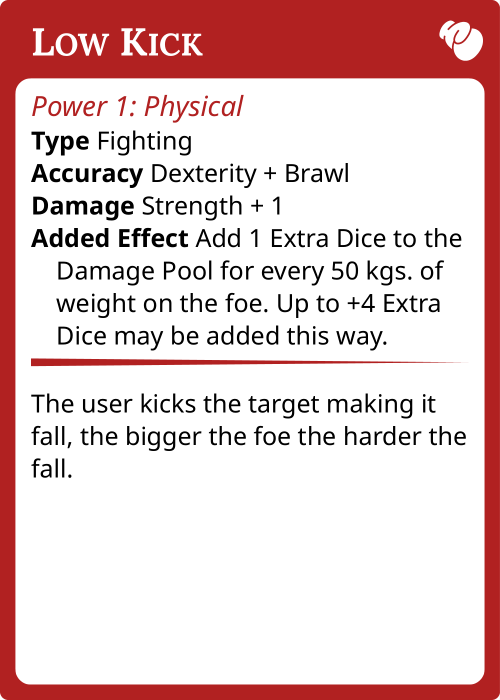 Low Kick
Power 1: Physical
Type Fighting
Accuracy Dexterity + Brawl
Damage Strength + 1
Added Effect Add 1 Extra Dice to the
Damage Pool for every 50 kgs. of
weight on the foe. Up to +4 Extra
Dice may be added this way.
The user kicks the target making it
fall, the bigger the foe the harder the
fall.